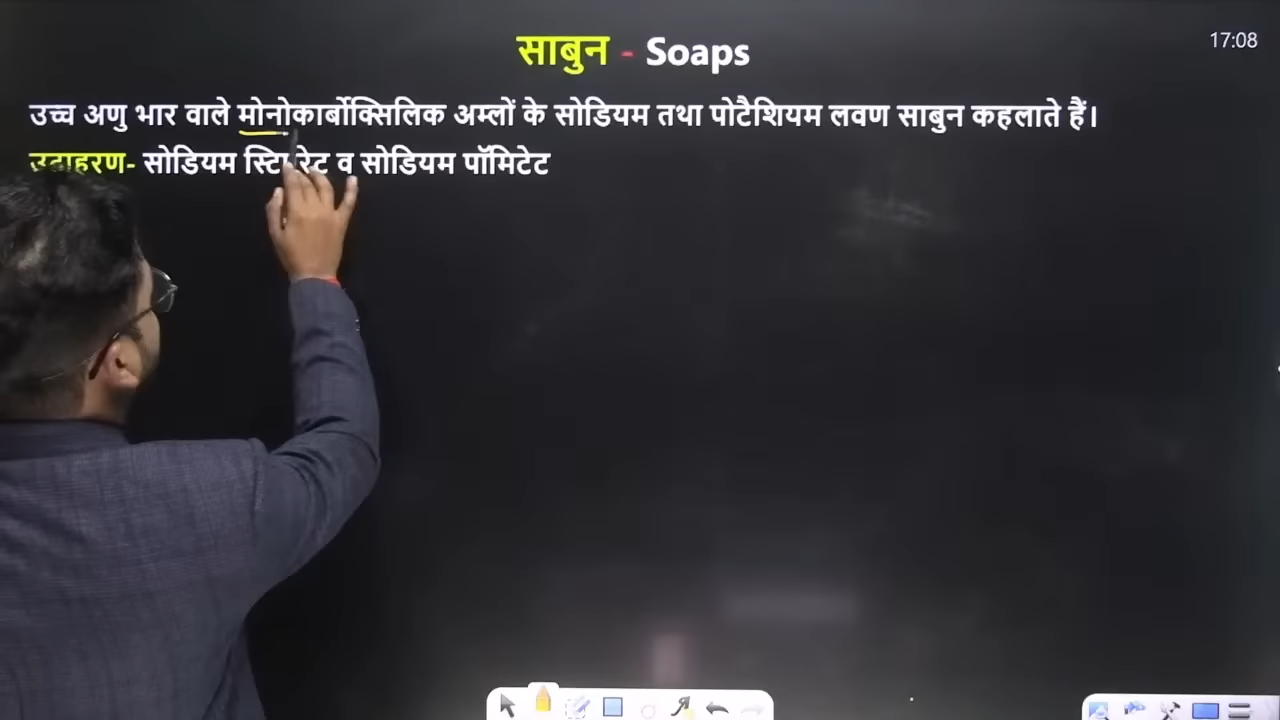 साबुन - Soaps
17:08
उच्च अणु भार वाले मोनोकार्बोक्सिलिक अम्लों के सोडियम तथा पोटैशियम लवण साबुन कहलाते हैं।
उदाहरण- सोडियम व सोडियम पॉमिटेट